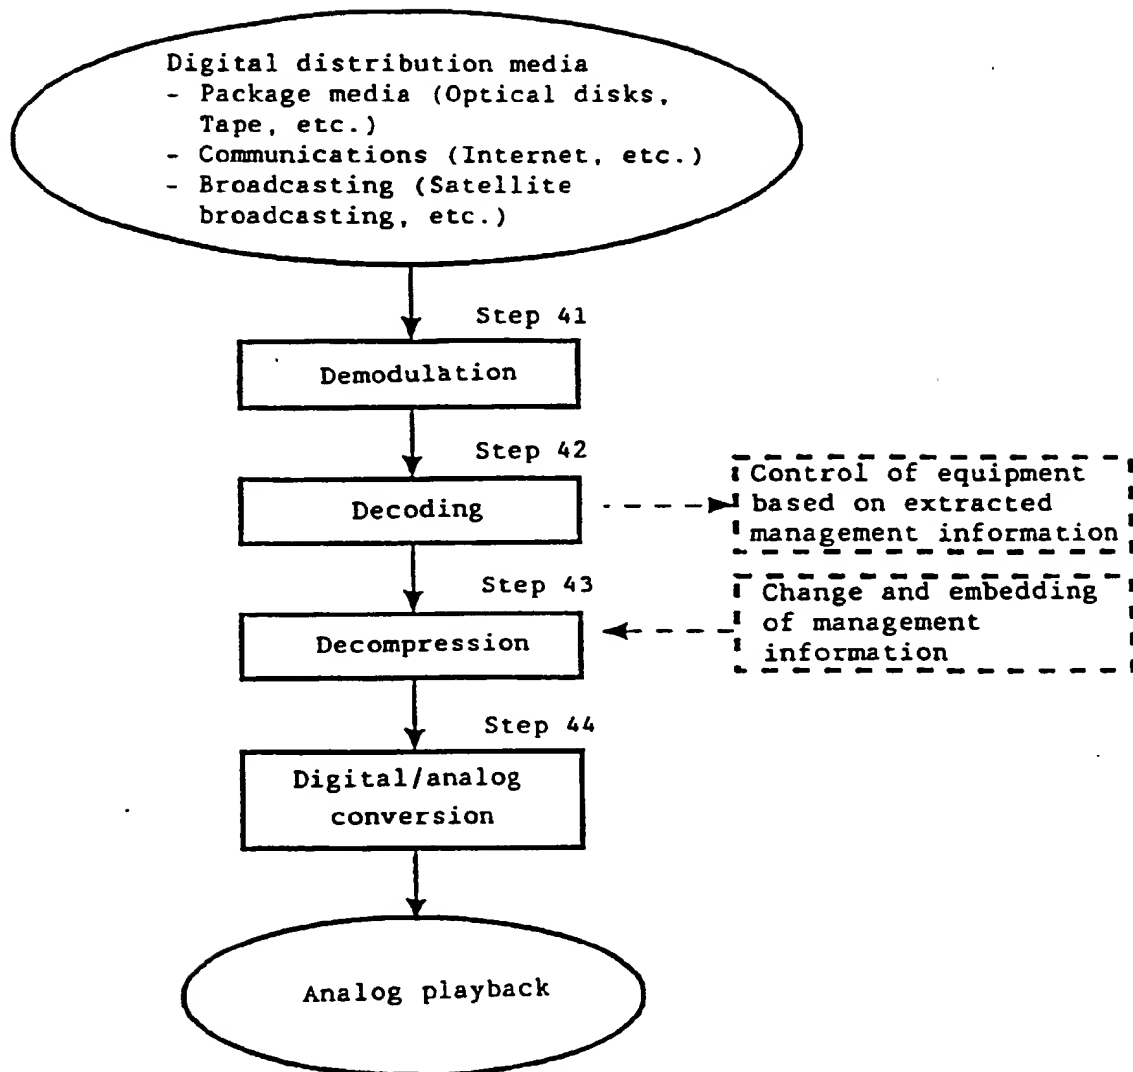 Digital distribution media
- Package media (Optical disks,
Tape, etc.)
- Communications (Internet, etc.)
- Broadcasting (Satellite
broadcasting, etc.)
Step 41
Demodulation
Step 42
Decoding
Control of equipment
based on extracted
management information
Step 43
Decompression
Change and embedding
of management
information
Step 44
Digital/analog
conversion
Analog playback